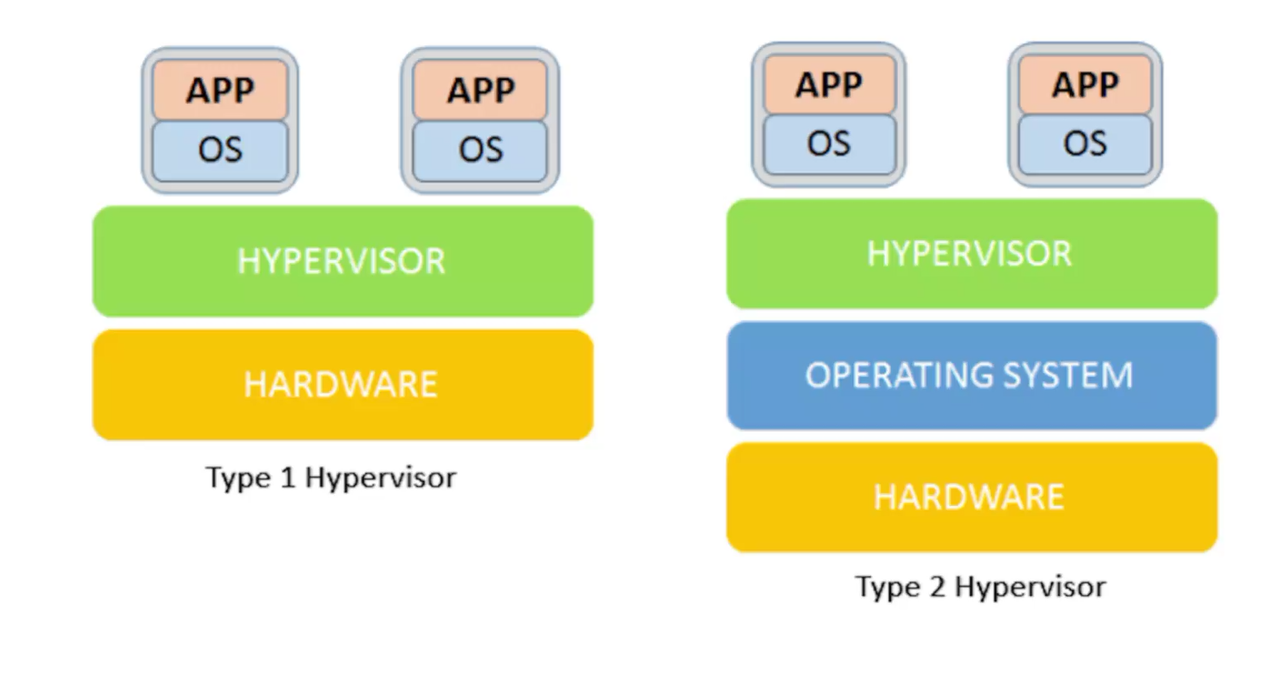 APP
OS
APP
OS
HYPERVISOR
HARDWARE
Type 1 Hypervisor
APP
OS
APP
OS
HYPERVISOR
OPERATING SYSTEM
HARDWARE
Type 2 Hypervisor